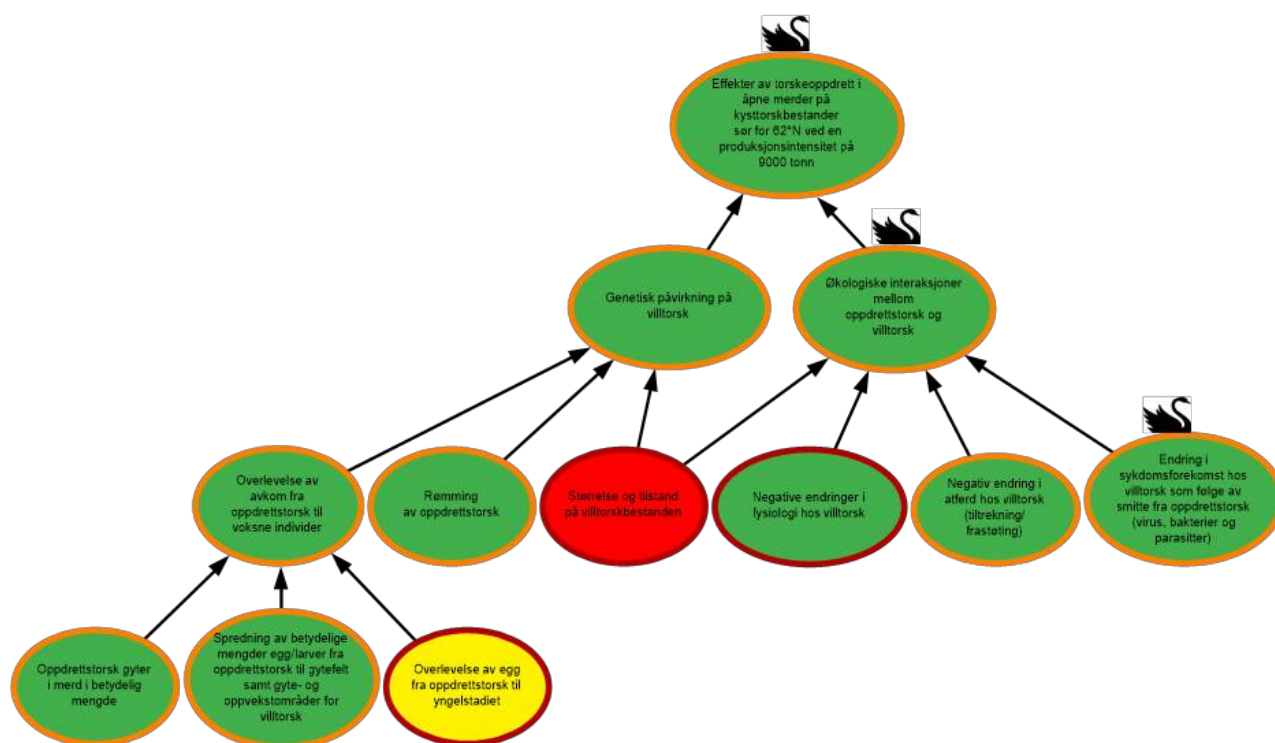 Effekter av torskeoppdrett i
åpne merder på
kysttorskbestander
sør for 62°N ved en
produksjonsintensitet på
9000 tonn
Genetisk påvirkning på
villtorsk
Økologiske interaksjoner
mellom
oppdrettstorsk og
villtorsk
Overlevelse av
avkom fra
oppdrettstorsk til
voksne individer
Rømming
av oppdrettstorsk
Størrelse og tilstand
på villtorskbestanden
Negative endringer i
fysiologi hos villtorsk
Negativ endring i
atferd hos villtorsk
(tiltrekning/
frastøting)
Endring i
sykdomsforekomst hos
villtorsk som følge av
smitte fra oppdrettstorsk
(virus, bakterier og
parasitter)
Oppdrettstorsk gyter
i merd i betydelig
mengde
Spredning av betydelige
mengder egg/larver fra
oppdrettstorsk til gytefelt
samt gyte- og
oppvekstområder for
villtorsk
Overlevelse av egg
fra oppdrettstorsk til
yngelstadiet